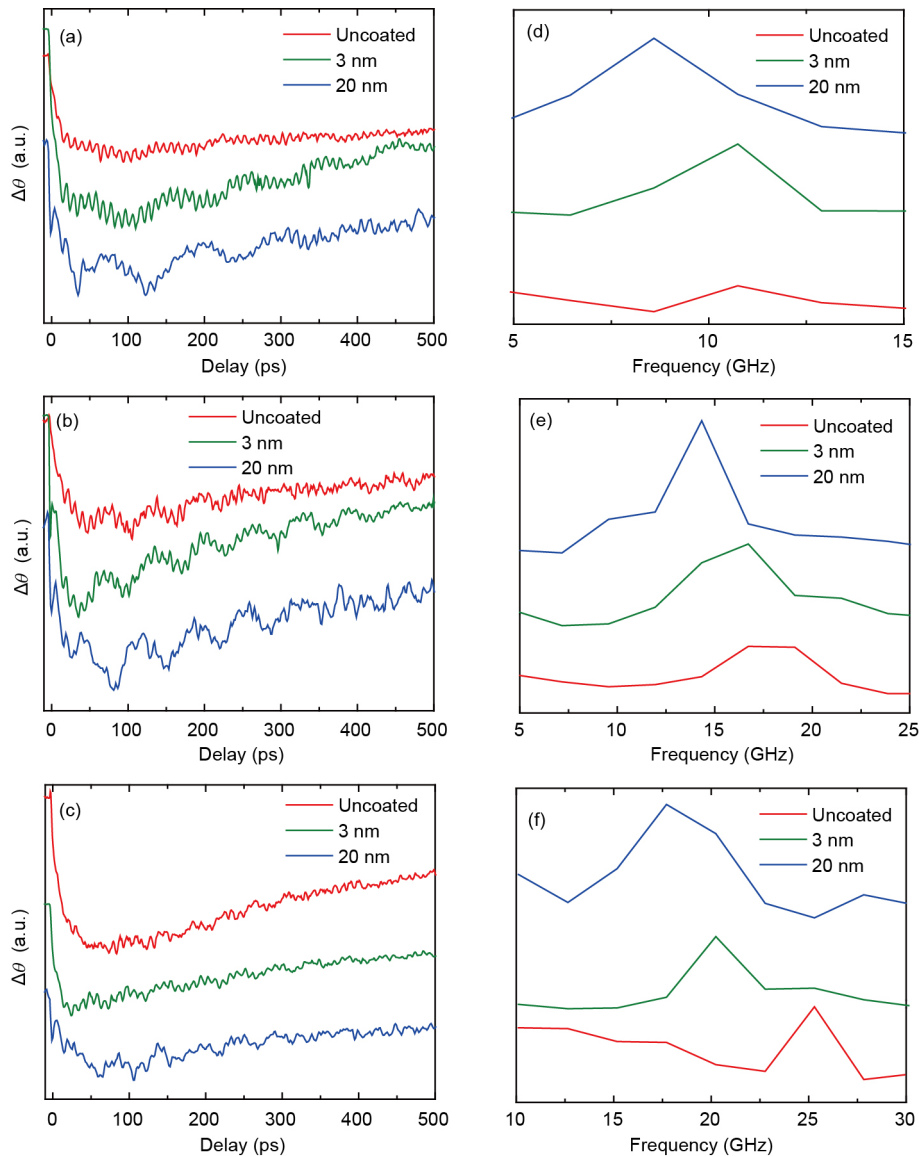 (a)
Uncoated
3 nm
20 nm
Δθ (a.u.)
0 100 200 300 400 500
Delay (ps)
(d)
Uncoated
3 nm
20 nm
5 10 15
Frequency (GHz)
(b)
Uncoated
3 nm
20 nm
Δθ (a.u.)
0 100 200 300 400 500
Delay (ps)
(e)
Uncoated
3 nm
20 nm
5 10 15 20 25
Frequency (GHz)
(c)
Uncoated
3 nm
20 nm
Δθ (a.u.)
0 100 200 300 400 500
Delay (ps)
(f)
Uncoated
3 nm
20 nm
10 15 20 25 30
Frequency (GHz)